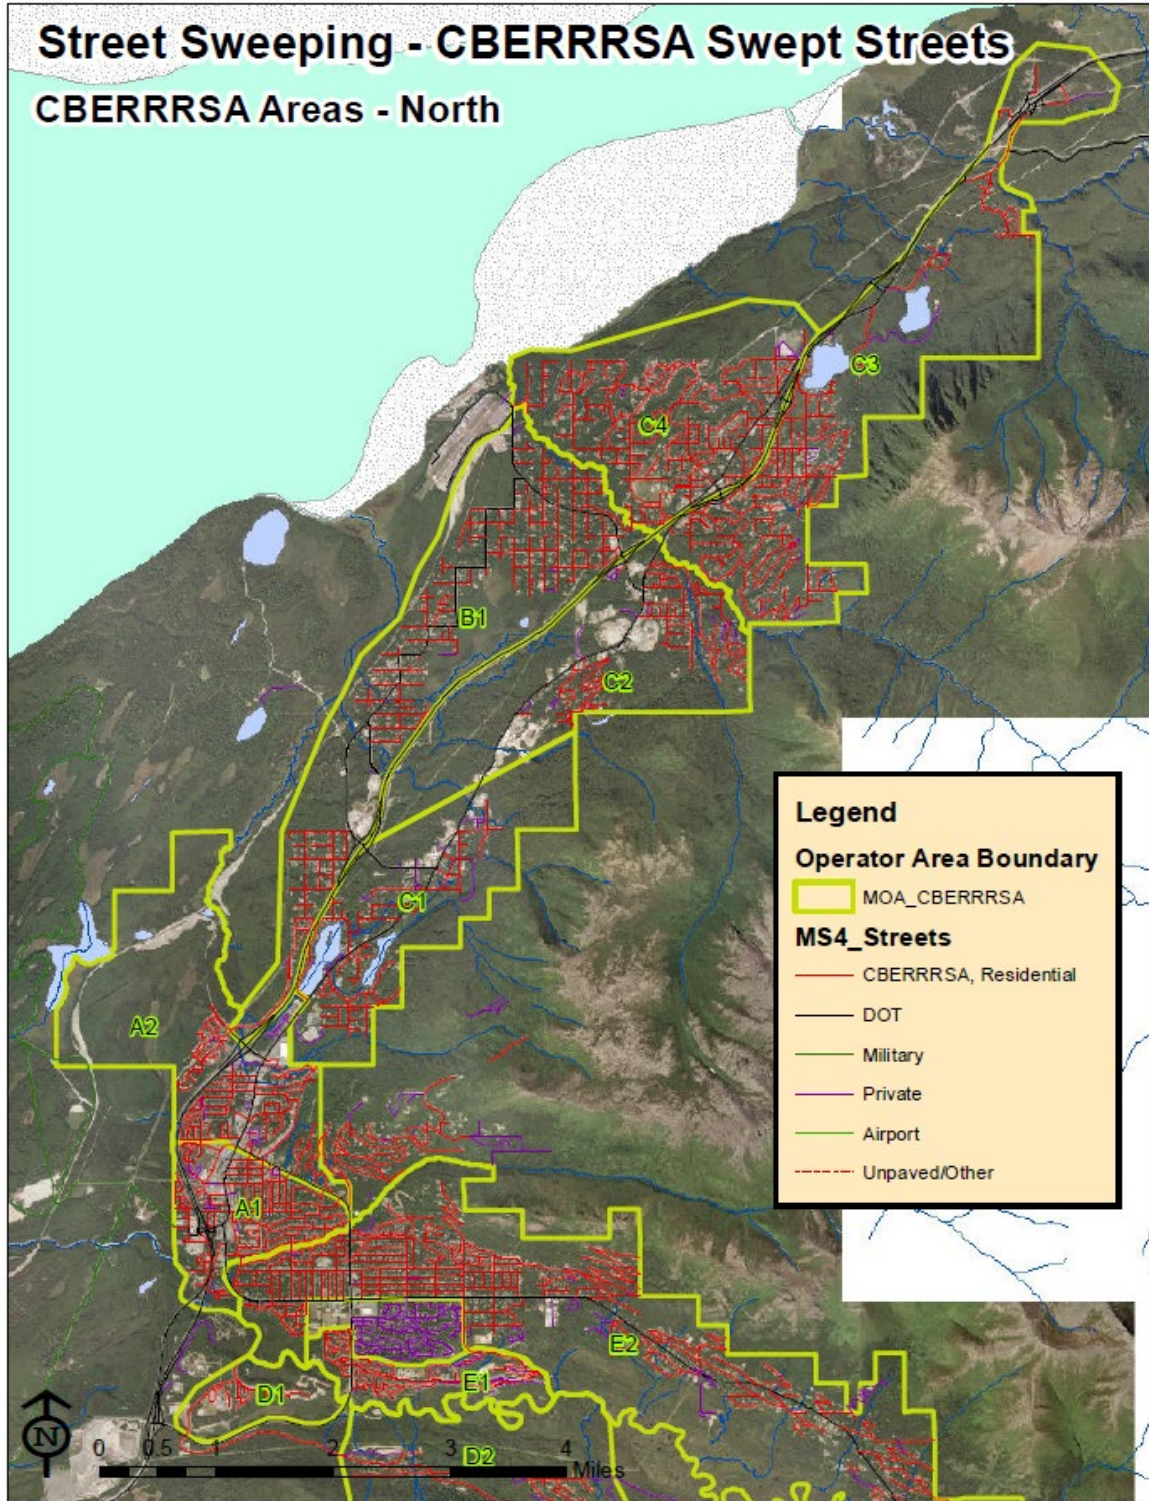 Street Sweeping - CBERRRSA Swept Streets
CBERRRSA Areas - North
C3
C4
B1
C2
C1
A2
A1
E2
E1
D1
D2
Legend
Operator Area Boundary
MOA_CBERRRSA
MS4_Streets
CBERRRSA, Residential
DOT
Military
Private
Airport
Unpaved/Other
N
0 0.5 1 2 3 4
Miles